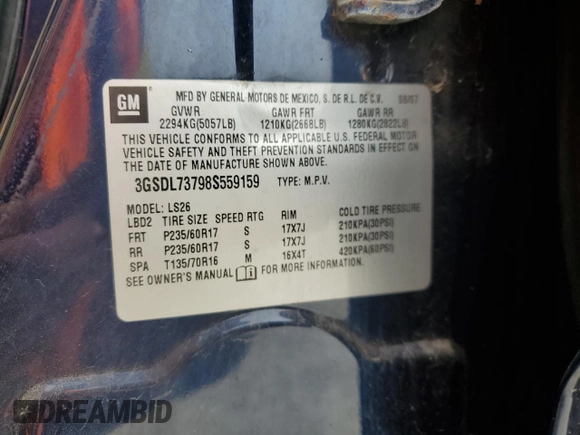 GM
MFD BY GENERAL MOTORS DE MEXICO, S. DE R.L. DE C.V. 08/07
GVWR GAWR FRT GAWR RR
2294KG(5057LB) 1210KG(2668LB) 1280KG(2822LB)
THIS VEHICLE CONFORMS TO ALL APPLICABLE U.S. FEDERAL MOTOR
VEHICLE SAFETY AND THEFT PREVENTION STANDARDS IN EFFECT ON
THE DATE OF MANUFACTURE SHOWN ABOVE.
3GSDL73798S559159 TYPE: M.P.V.
MODEL: LS26
LBD2 TIRE SIZE SPEED RTG RIM COLD TIRE PRESSURE
FRT P235/60R17 S 17X7J 210KPA(30PSI)
RR P235/60R17 S 17X7J 210KPA(30PSI)
SPA T135/70R16 M 16X4T 420KPA(60PSI)
SEE OWNER'S MANUAL FOR MORE INFORMATION.
DREAMBID